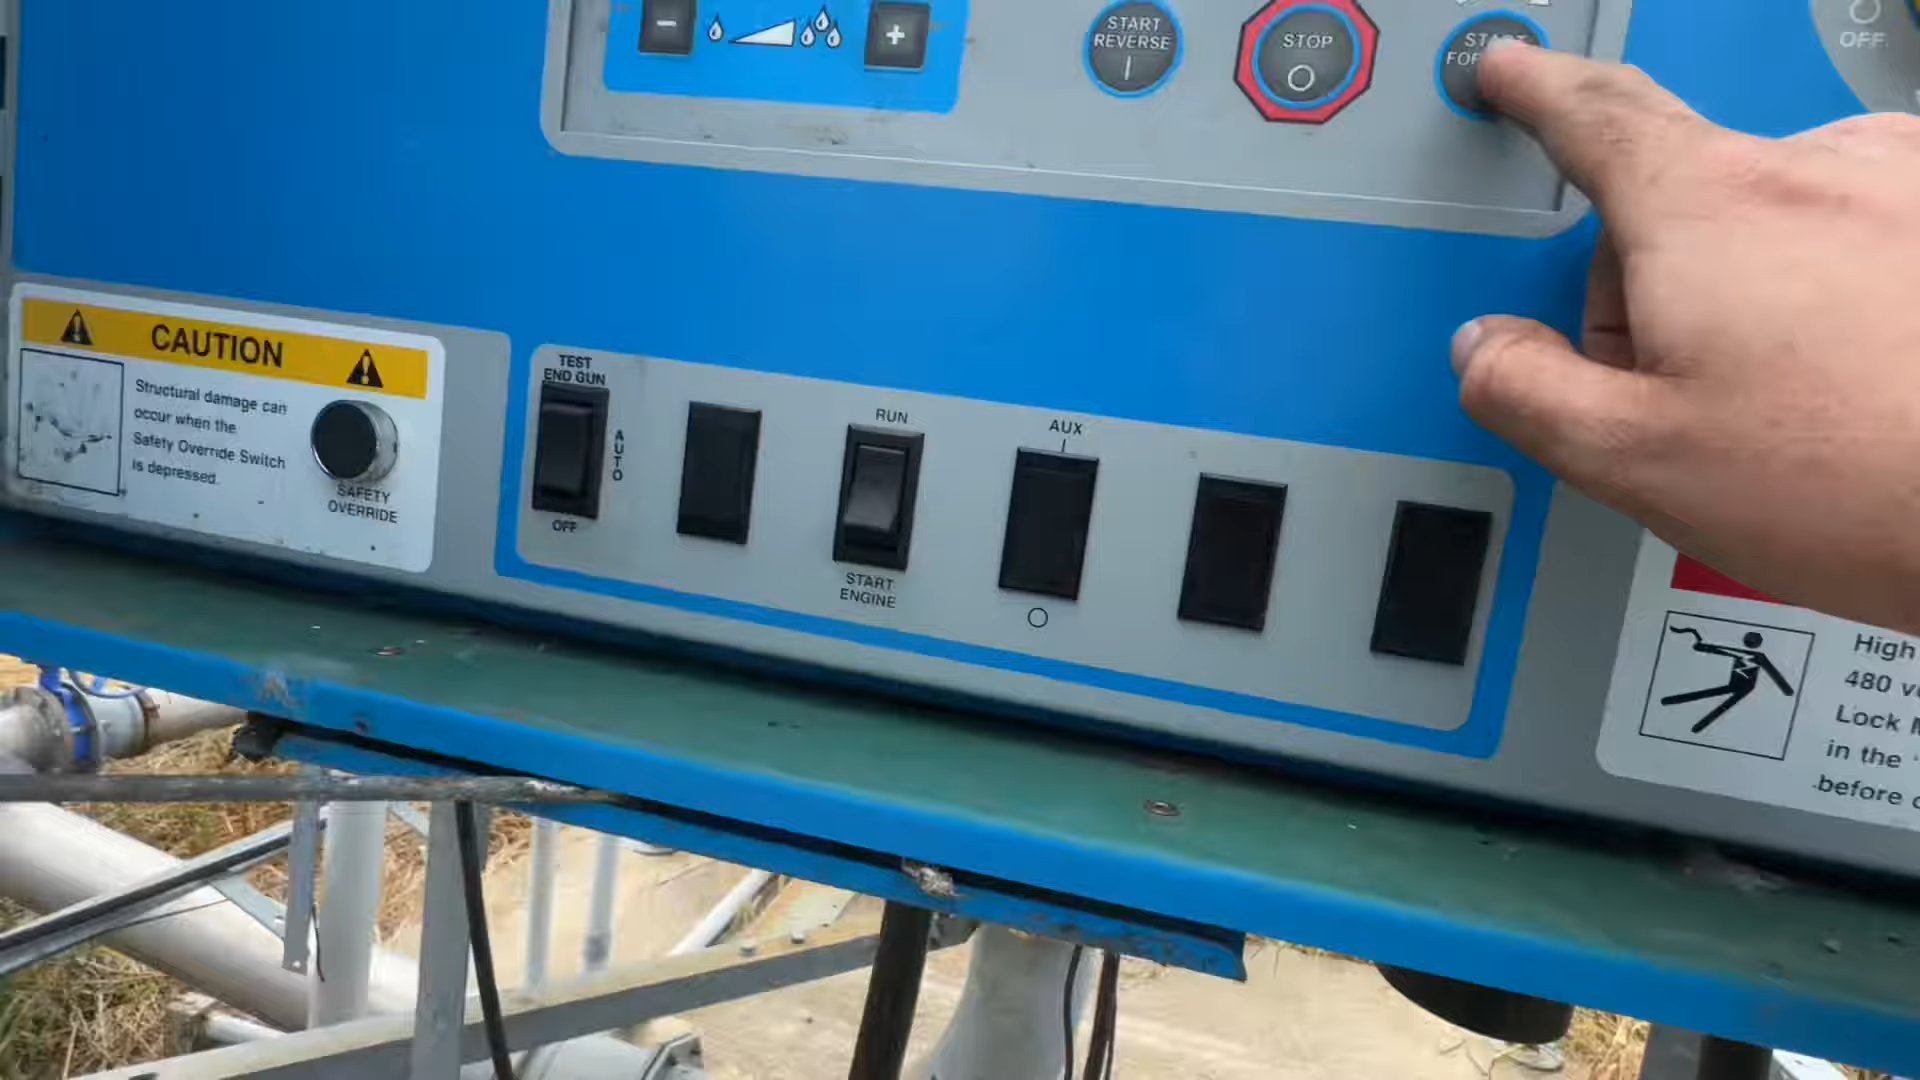 − +
START
REVERSE
STOP
START
OFF
CAUTION
Structural damage can
occur when the
Safety Override Switch
is depressed.
SAFETY
OVERRIDE
TEST
END GUN
AUTO
OFF
RUN
START
ENGINE
AUX
High
480
Lock
in the
before